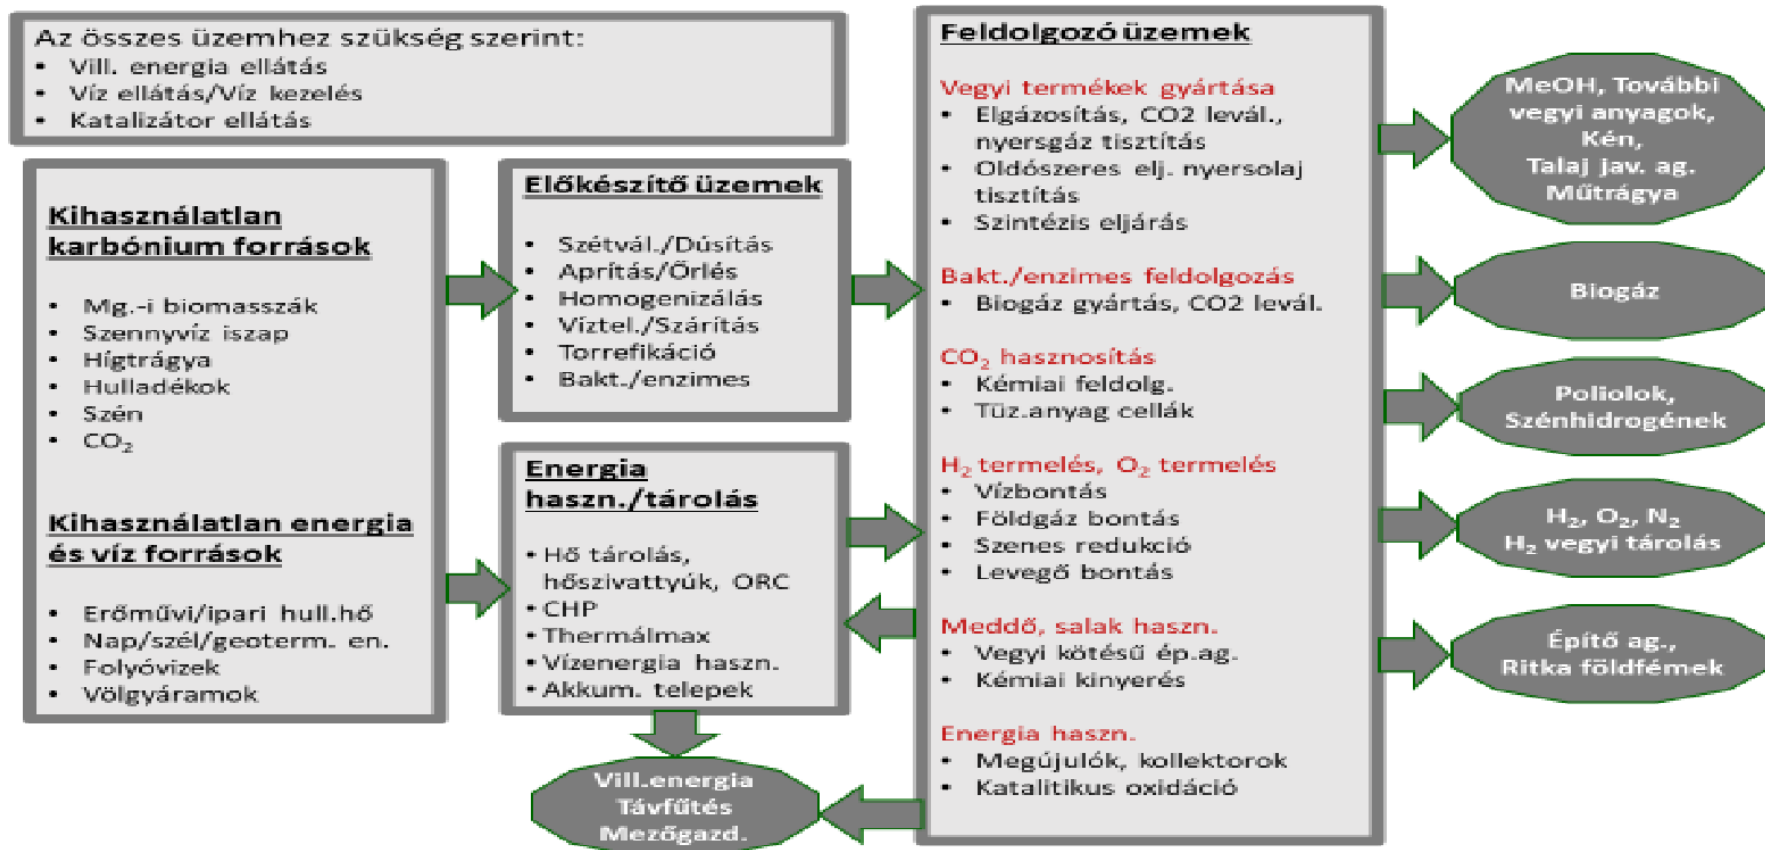 Az összes üzemhez szükség szerint:
• Vill. energia ellátás
• Víz ellátás/Víz kezelés
• Katalizátor ellátás
Kihasználatlan
karbónium források
• Mg.-i biomasszák
• Szennyvíz iszap
• Hígtrágya
• Hulladékok
• Szén
• CO₂
Kihasználatlan energia
és víz források
• Erőművi/ipari hull.hő
• Nap/szél/geoterm. en.
• Folyóvizek
• Völgyáramok
Előkészítő üzemek
• Szétvál./Dúsítás
• Aprítás/Őrlés
• Homogenizálás
• Víztel./Szárítás
• Torrefikáció
• Bakt./enzimes
Energia
haszn./tárolás
• Hő tárolás,
hőszivattyúk, ORC
• CHP
• Thermálmax
• Vízenergia haszn.
• Akkum. telepek
Vill.energia
Távfűtés
Mezőgazd.
Feldolgozó üzemek
Vegyi termékek gyártása
• Elgázosítás, CO2 levál.,
nyersgáz tisztítás
• Oldószeres elj. nyersolaj
tisztítás
• Szintézis eljárás
Bakt./enzimes feldolgozás
• Biogáz gyártás, CO2 levál.
CO₂ hasznosítás
• Kémiai feldolg.
• Tüz.anyag cellák
H₂ termelés, O₂ termelés
• Vízbontás
• Földgáz bontás
• Szenes redukció
• Levegő bontás
Meddő, salak haszn.
• Vegyi kötésű ép.ag.
• Kémiai kinyerés
Energia haszn.
• Megújulók, kollektorok
• Katalitikus oxidáció
MeOH, További
vegyi anyagok,
Kén,
Talaj jav. ag.
Műtrágya
Biogáz
Poliolok,
Szénhidrogének
H₂, O₂, N₂
H₂ vegyi tárolás
Építő ag.,
Ritka földfémek